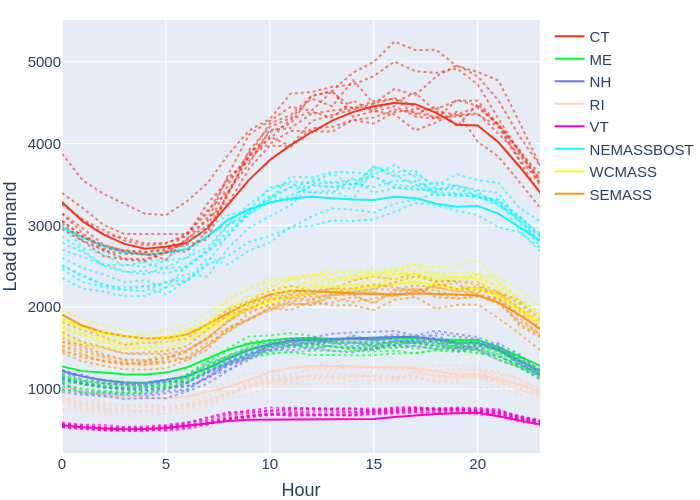 CT
ME
NH
RI
VT
NEMASSBOST
WCMASS
SEMASS
5000
4000
3000
2000
1000
Load demand
0
5
10
15
20
Hour